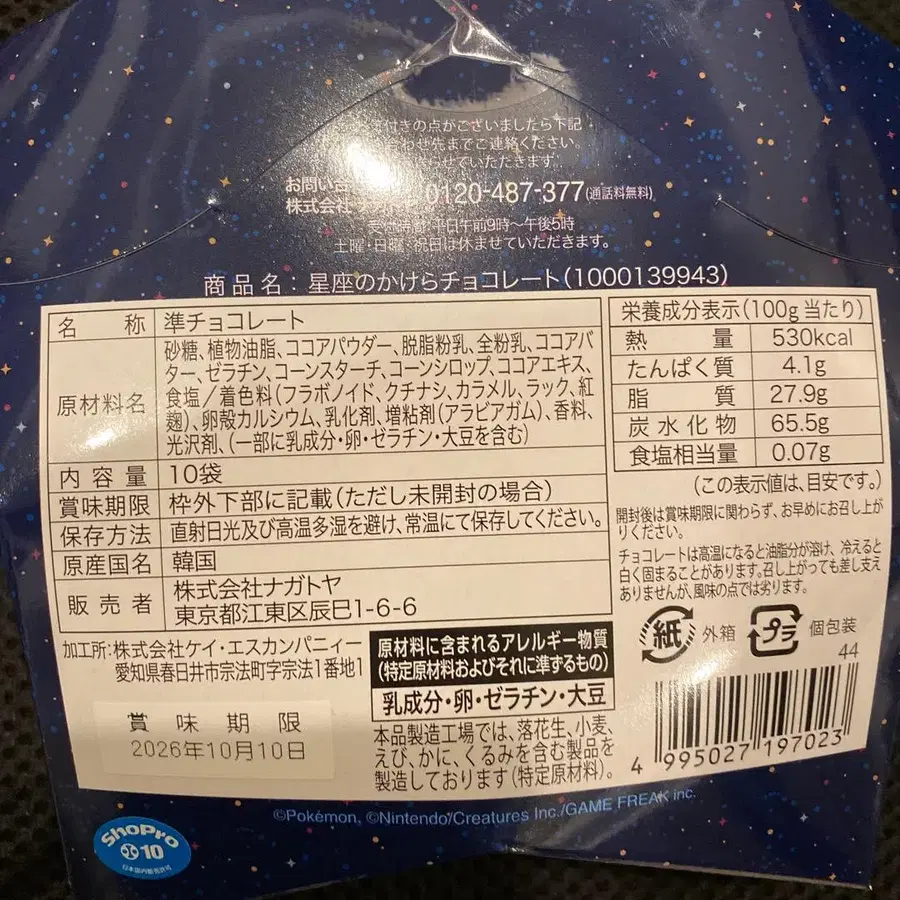 付きの点がございましたら下記
わせ先までご連絡ください。
らせていただきます
お問い合
0120-487-377(通話料無料)
株式会社
平日午前9時～午後5時
土曜・日曜、祝日は休ませていただきます。
商品名：星座のかけらチョコレート(1000139943)
名 称 準チョコレート
原材料名
砂糖、植物油脂、ココアパウダー、脱脂粉乳、全粉乳、ココアバ
ター、ゼラチン、コーンスターチ、コーンシロップ、ココアエキス、
食塩／着色料(フラボノイド、クチナシ、カラメル、ラック、紅
麹)、卵殻カルシウム、乳化剤、増粘剤(アラビアガム)、香料、
光沢剤、(一部に乳成分・卵・ゼラチン・大豆を含む)
内容量 10袋
賞味期限 枠外下部に記載(ただし未開封の場合)
保存方法 直射日光及び高温多湿を避け、常温にて保存してください。
原産国名 韓国
販売者
株式会社ナガトヤ
東京都江東区辰巳1-6-6
加工所：株式会社ケイ・エスカンパニィー
愛知県春日井市宗法町字宗法1番地1
賞味期限
2026年10月10日
原材料に含まれるアレルギー物質
(特定原材料およびそれに準ずるもの)
乳成分・卵・ゼラチン・大豆
本品製造工場では、落花生、小麦、
えび、かに、くるみを含む製品を
製造しております(特定原材料)。
栄養成分表示(100g当たり)
熱 量 530kcal
たんぱく質 4.1g
脂 質 27.9g
炭水化物 65.5g
食塩相当量 0.07g
(この表示値は、目安です。)
開封後は賞味期限に関わらず、お早めにお召し上が
りください。
チョコレートは高温になると油脂分が溶け、冷えると
白く固まることがあります。召し上がっても差し支え
ありませんが、風味の点では劣ります。
紙 外箱 プラ 個包装
44
4 995027 197023
©Pokémon, ©Nintendo/Creatures Inc./GAME FREAK inc.
ShoPro
10
日本国内販売許可